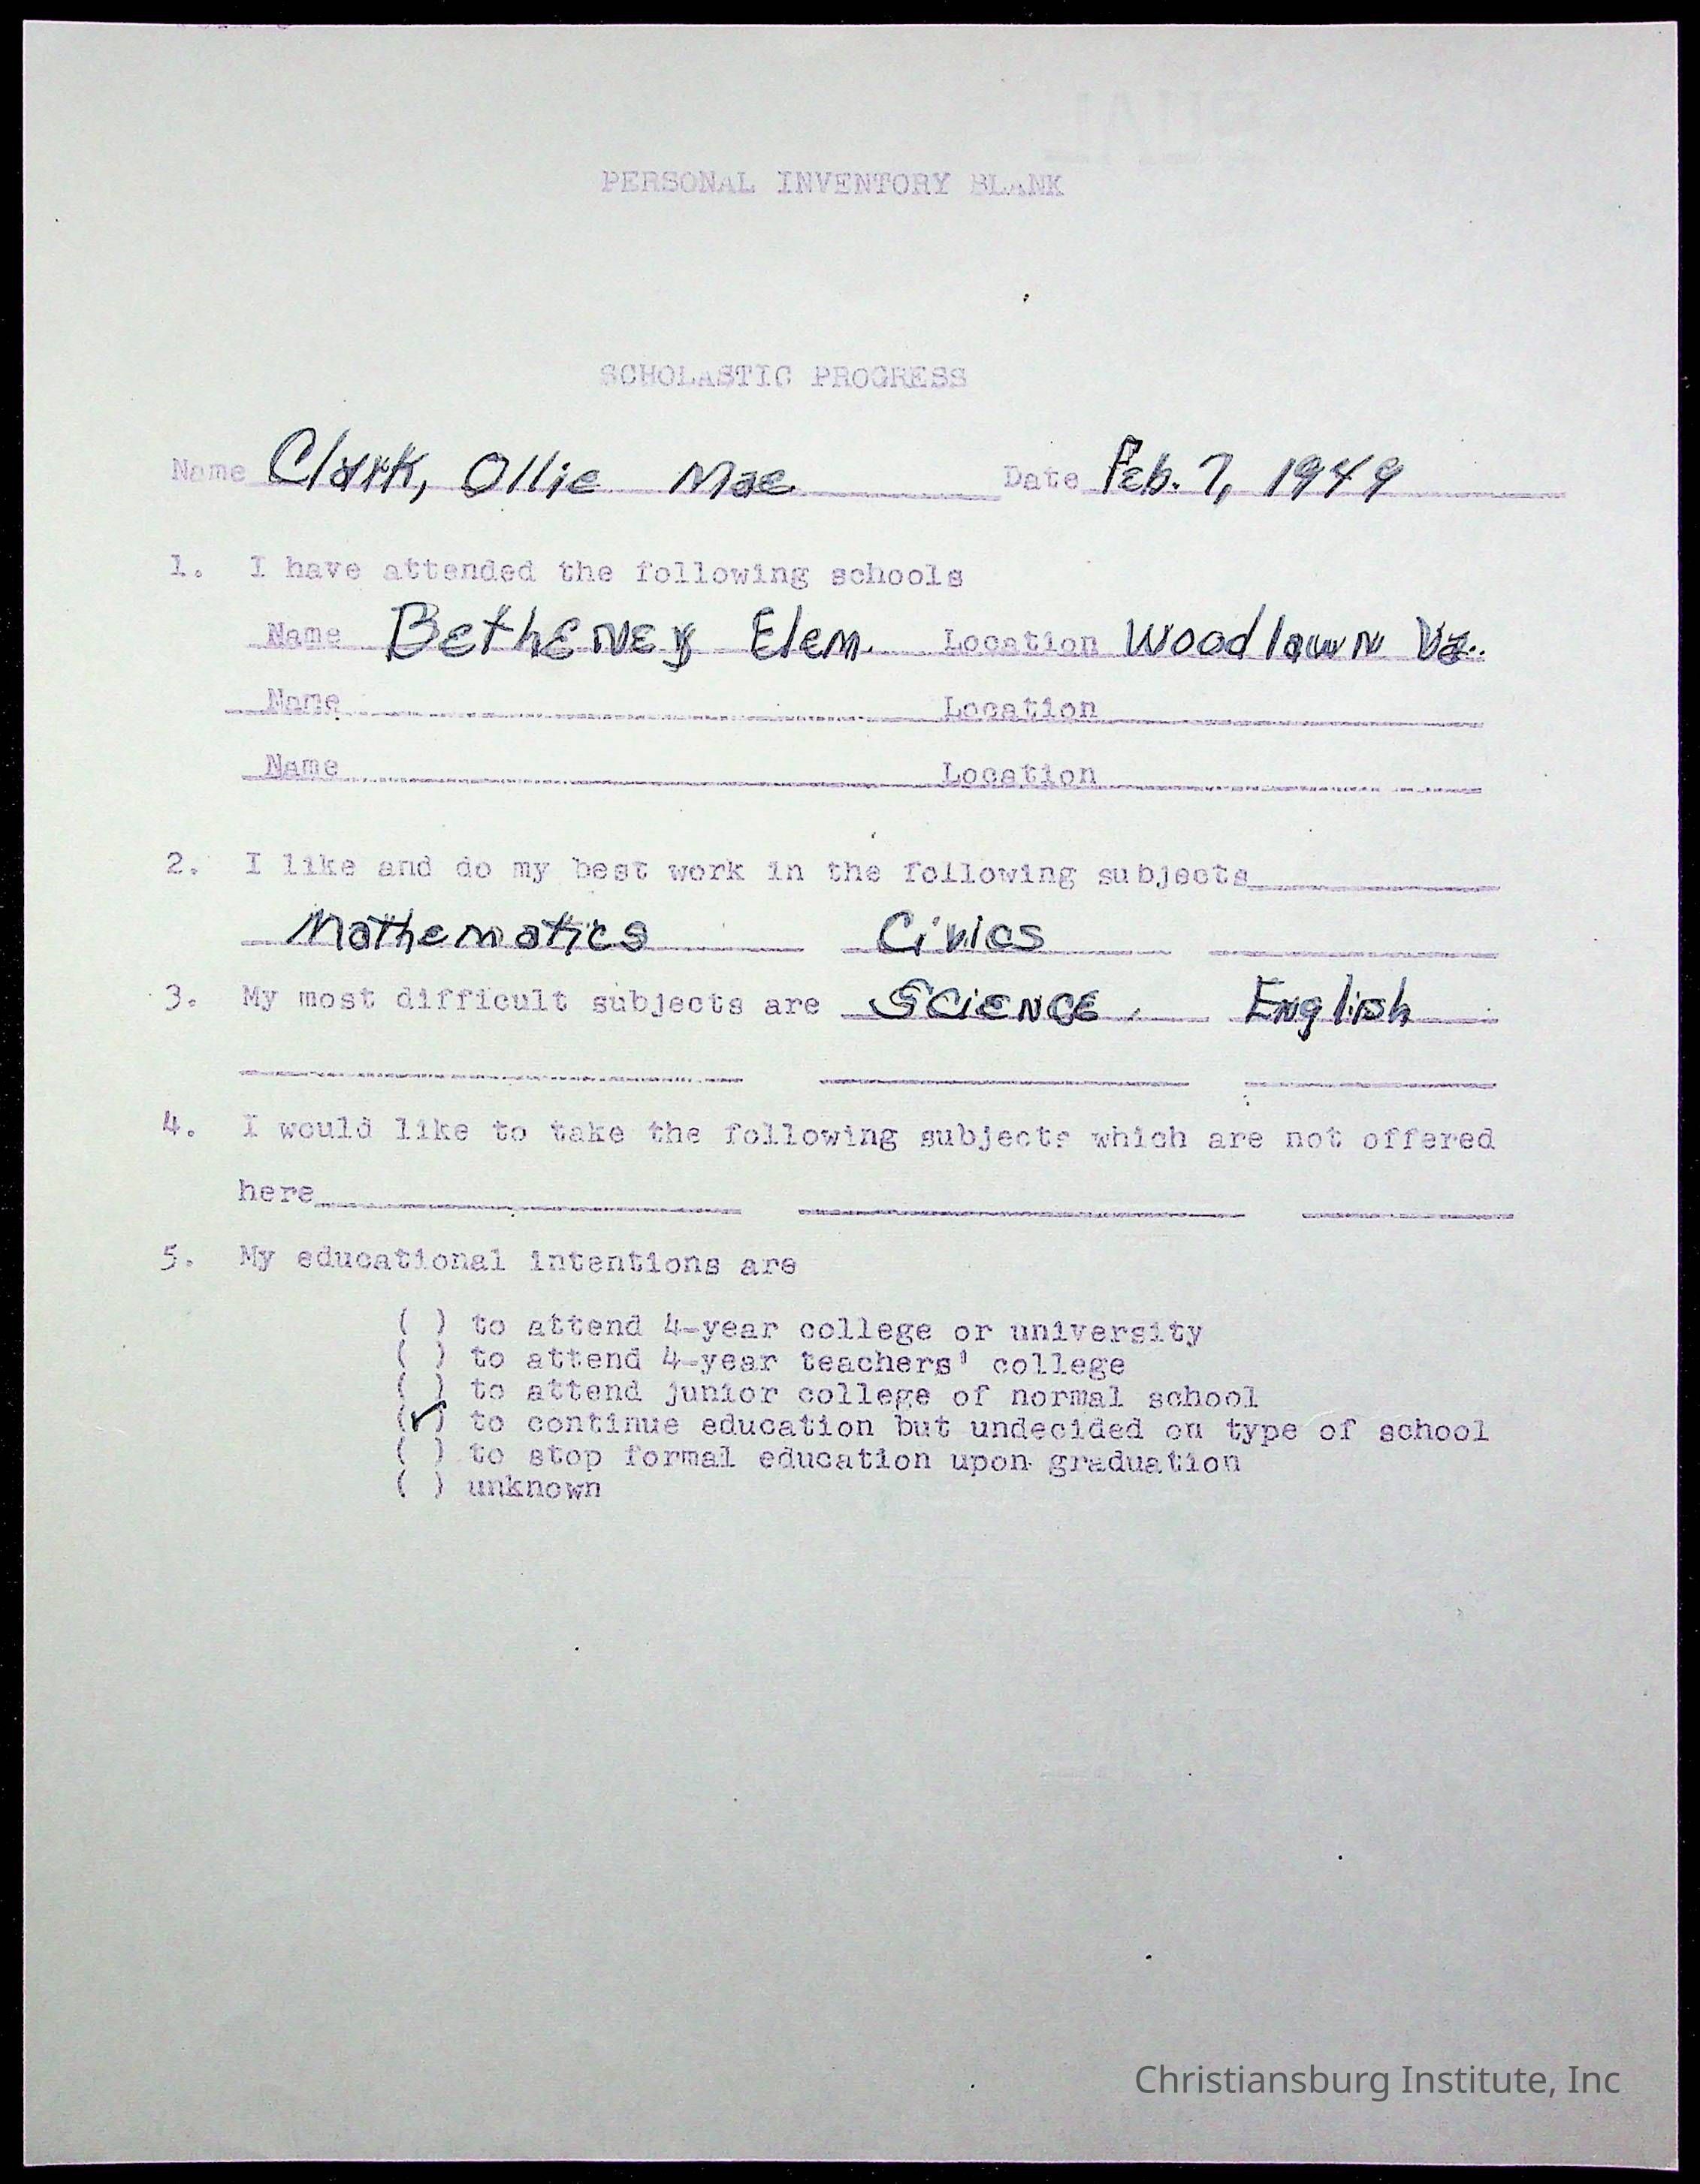 PERSONAL INVENTORY BLANK
SCHOLASTIC PROGRESS
Name Clark, Ollie Mae Date Feb. 7, 1949
1. I have attended the following schools
Name Betheney Elem. Location Woodlawn Va.
Name Location
Name Location
2. I like and do my best work in the following subjects
Mathematics Civics
3. My most difficult subjects are Science, English
4. I would like to take the following subjects which are not offered
here
5. My educational intentions are
( ) to attend 4-year college or university
( ) to attend 4-year teachers' college
( ) to attend junior college of normal school
(✓) to continue education but undecided on type of school
( ) to stop formal education upon graduation
( ) unknown
Christiansburg Institute, Inc